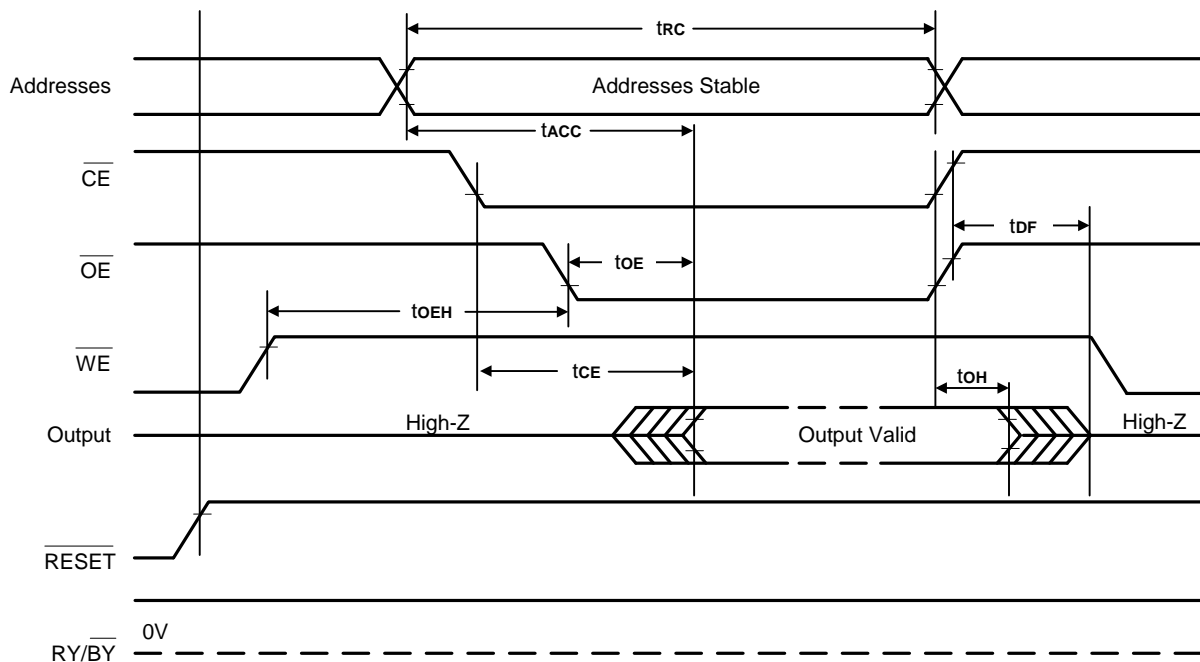 tRC
Addresses
Addresses Stable
tACC
CE
tDF
OE
tOE
tOEH
WE
tCE
tOH
Output
High-Z
Output Valid
High-Z
RESET
0V
RY/BY